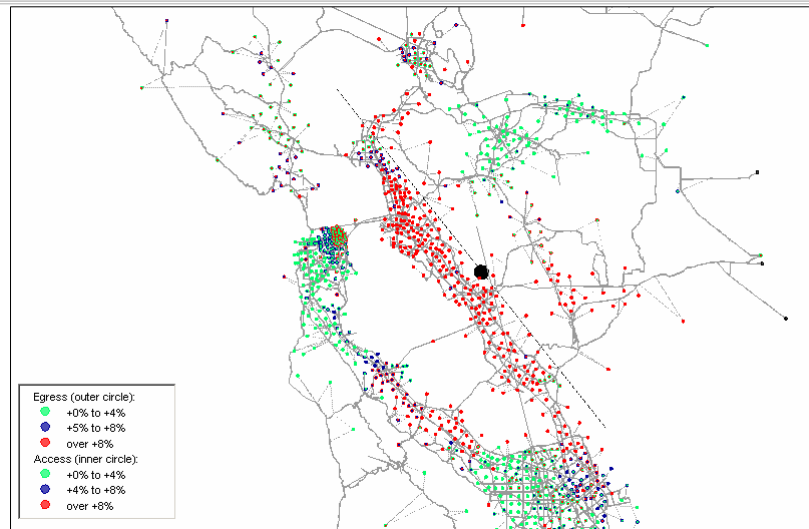 Egress (outer circle):
+0% to +4%
+5% to +8%
over +8%
Access (inner circle):
+0% to +4%
+4% to +8%
over +8%